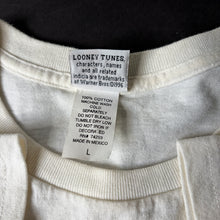 LOONEY TUNES,
characters, names
and all related
indicia are trademarks
of Warner Bros.©1996
100% COTTON
MACHINE WASH
COLD
SEPARATELY
DO NOT BLEACH
TUMBLE DRY LOW
DO NOT IRON IF
DECORATED
RN# 74253
MADE IN MEXICO
L